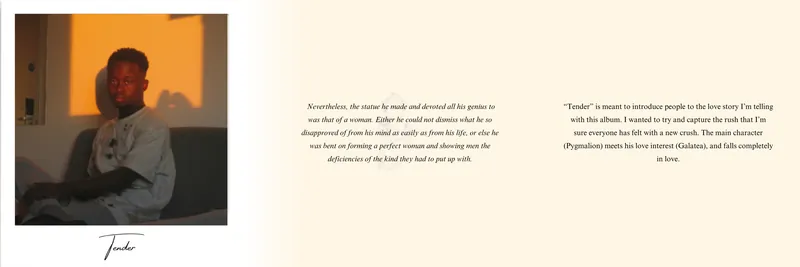 Tender
Nevertheless, the statue he made and devoted all his genius to
was that of a woman. Either he could not dismiss what he so
disapproved of from his mind as easily as from his life, or else he
was bent on forming a perfect woman and showing men the
deficiencies of the kind they had to put up with.
“Tender” is meant to introduce people to the love story I’m telling
with this album. I wanted to try and capture the rush that I’m
sure everyone has felt with a new crush. The main character
(Pygmalion) meets his love interest (Galatea), and falls completely
in love.